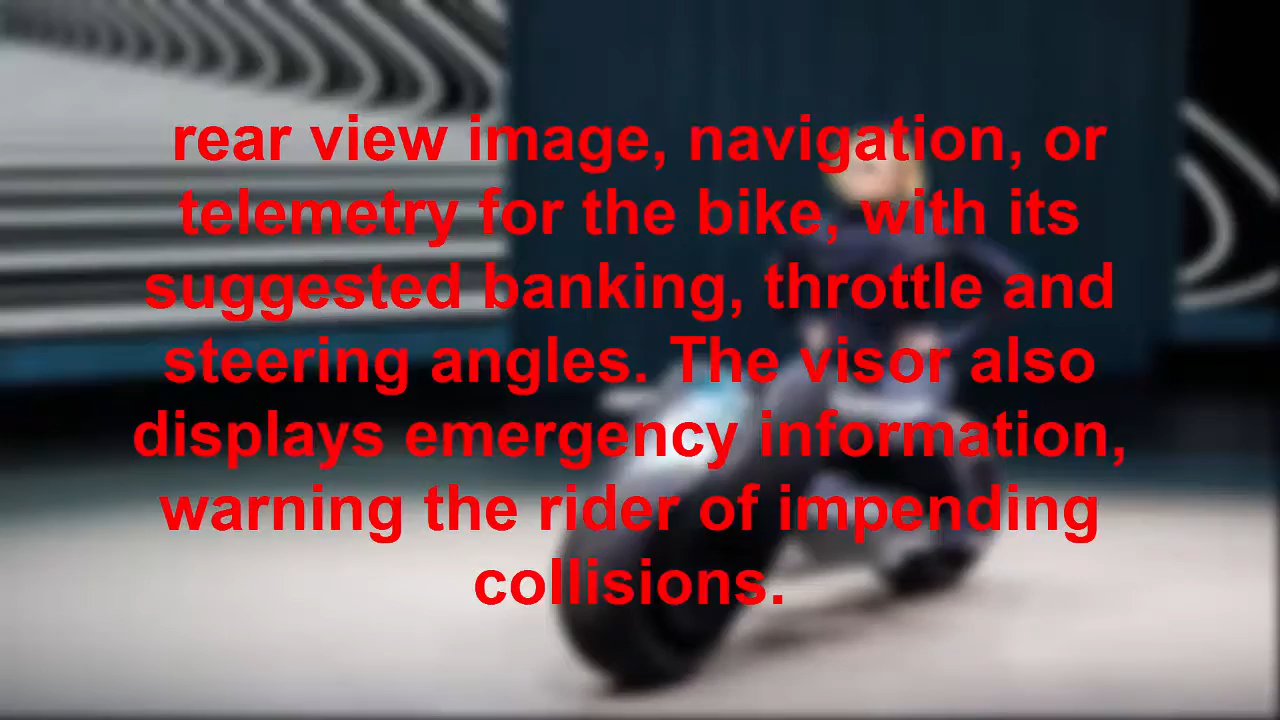 rear view image, navigation, or
telemetry for the bike, with its
suggested banking, throttle and
steering angles. The visor also
displays emergency information,
warning the rider of impending
collisions.